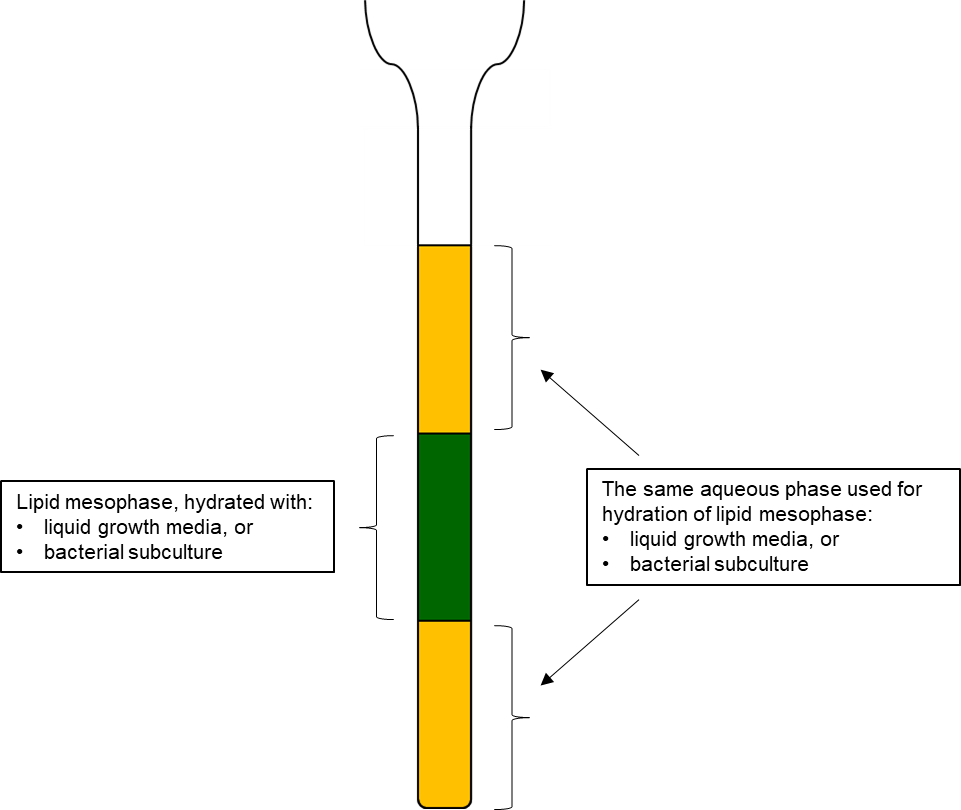 Lipid mesophase, hydrated with:
• liquid growth media, or
• bacterial subculture
The same aqueous phase used for
hydration of lipid mesophase:
• liquid growth media, or
• bacterial subculture